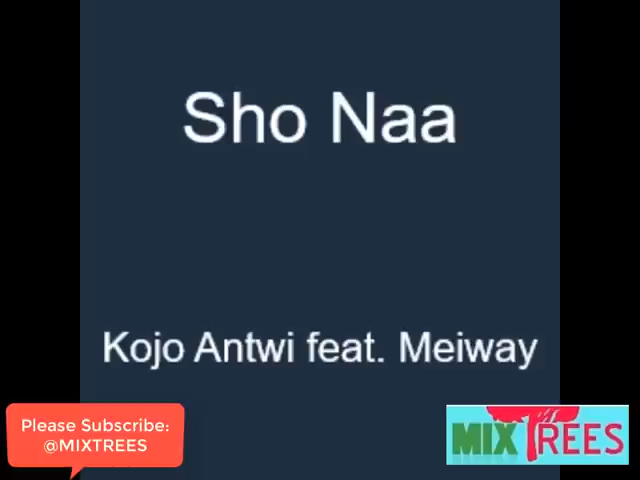 Sho Naa
Kojo Antwi feat. Meiway
Please Subscribe:
@MIXTREES
MIXTREES